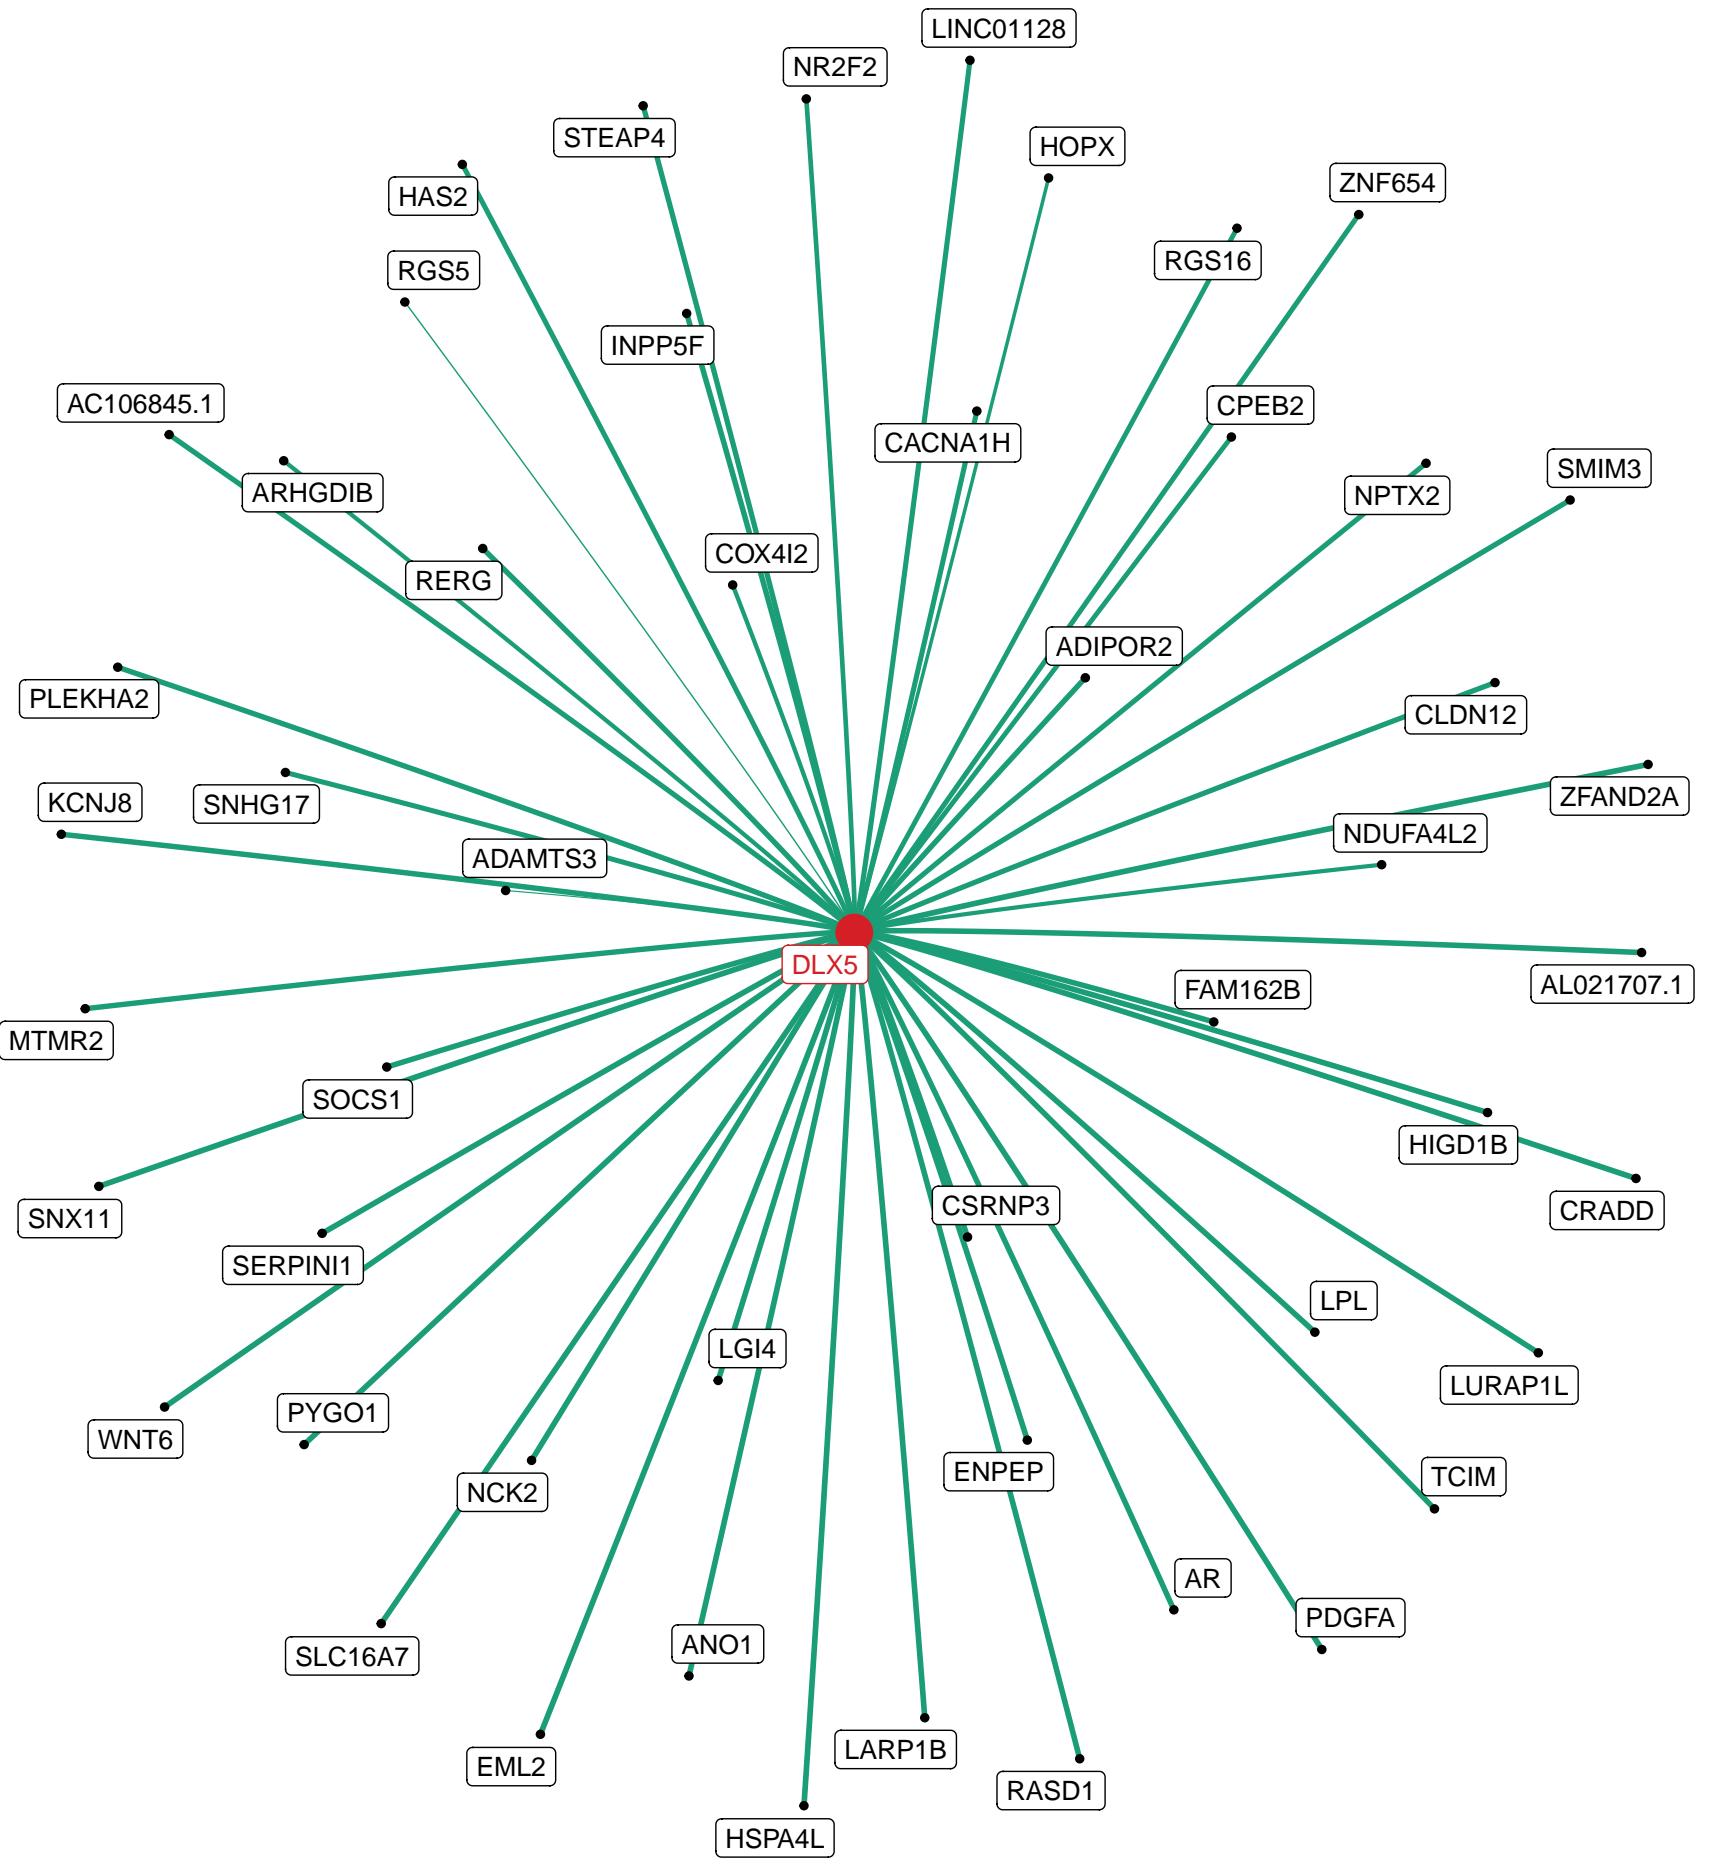 LINC01128
NR2F2
STEAP4
HOPX
ZNF654
HAS2
RGS16
RGS5
INPP5F
AC106845.1
CPEB2
CACNA1H
SMIM3
ARHGDIB
NPTX2
COX4I2
RERG
ADIPOR2
PLEKHA2
CLDN12
KCNJ8
SNHG17
ZFAND2A
NDUFA4L2
ADAMTS3
DLX5
AL021707.1
FAM162B
MTMR2
SOCS1
HIGD1B
CSRNP3
CRADD
SNX11
SERPINI1
LPL
LGI4
LURAP1L
PYGO1
WNT6
ENPEP
TCIM
NCK2
AR
PDGFA
ANO1
SLC16A7
LARP1B
EML2
RASD1
HSPA4L